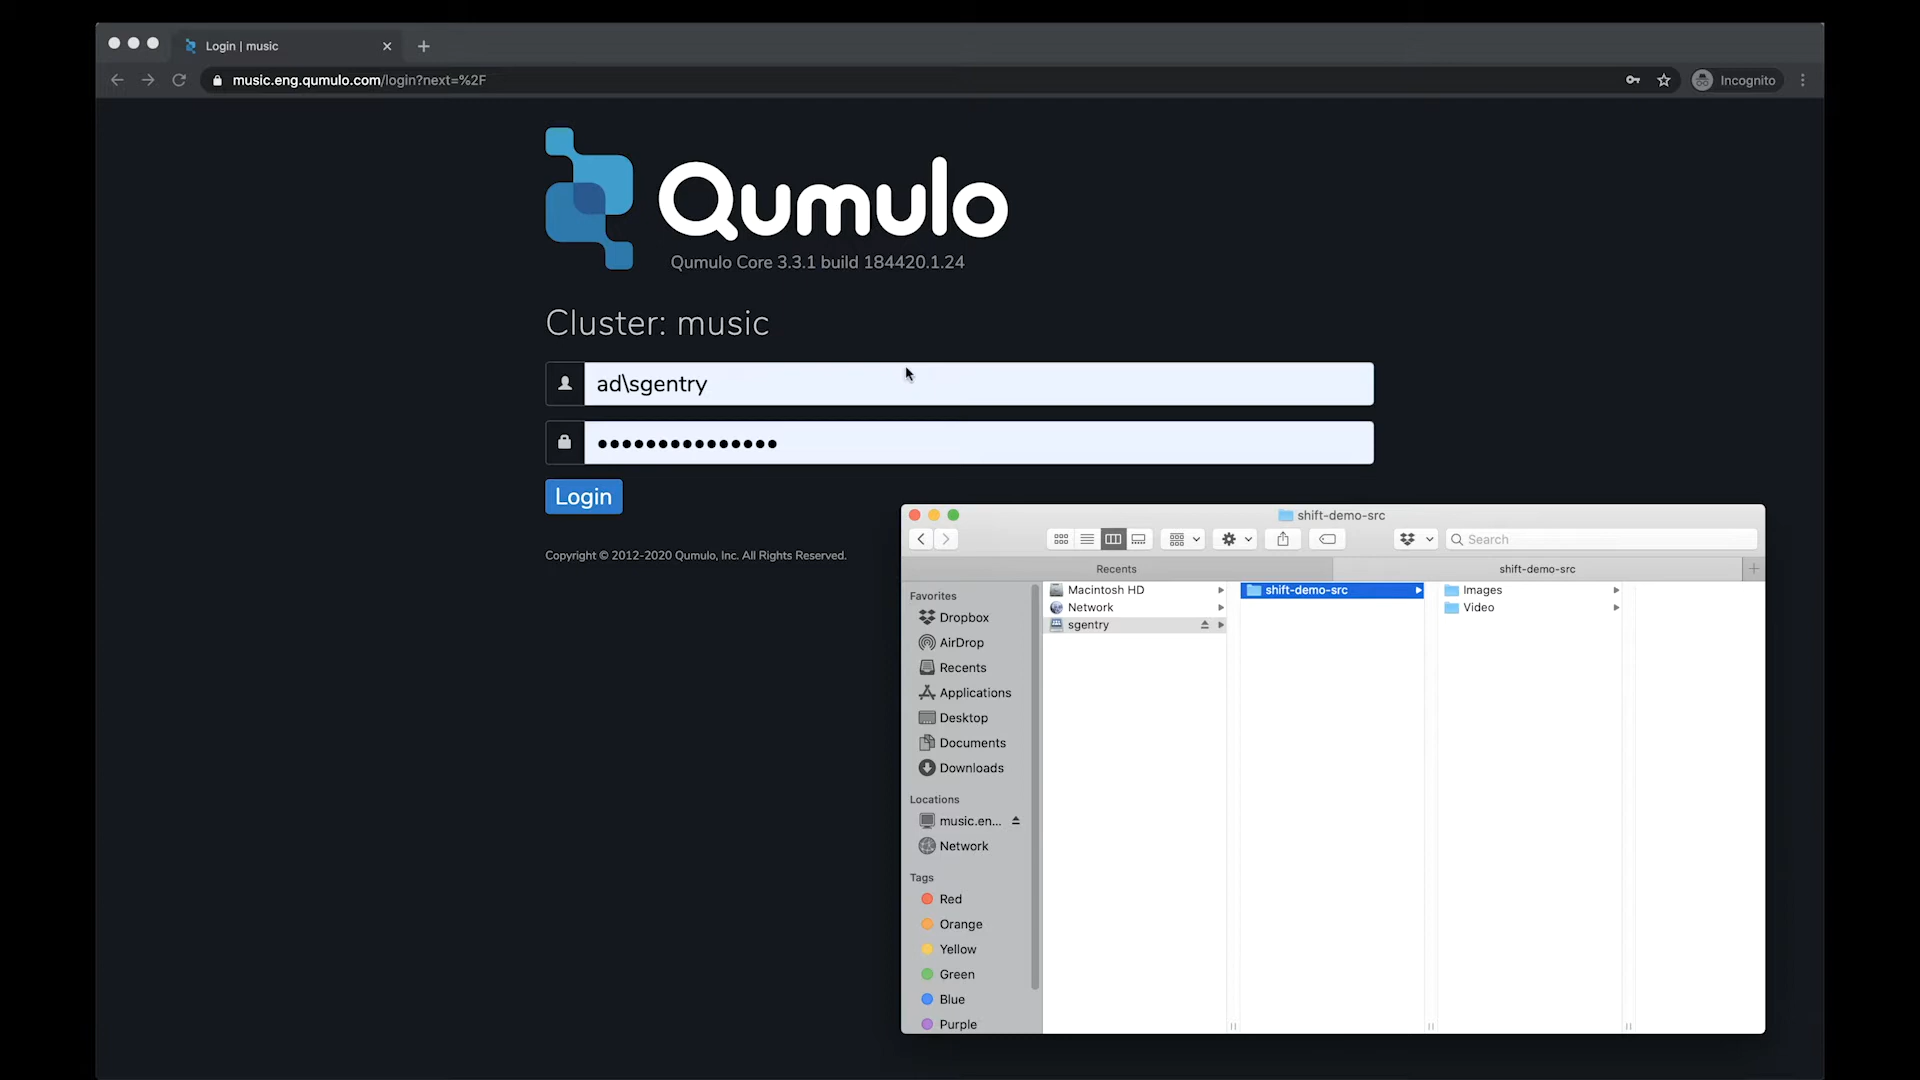 Login | music
music.eng.qumulo.com/login?next=%2F
Incognito
Qumulo
Qumulo Core 3.3.1 build 184420.1.24
Cluster: music
ad\sgentry
Login
Copyright © 2012-2020 Qumulo, Inc. All Rights Reserved.
shift-demo-src
Search
Recents
shift-demo-src
Favorites
Dropbox
AirDrop
Recents
Applications
Desktop
Documents
Downloads
Locations
music.en...
Network
Tags
Red
Orange
Yellow
Green
Blue
Purple
Macintosh HD
Network
sgentry
shift-demo-src
Images
Video